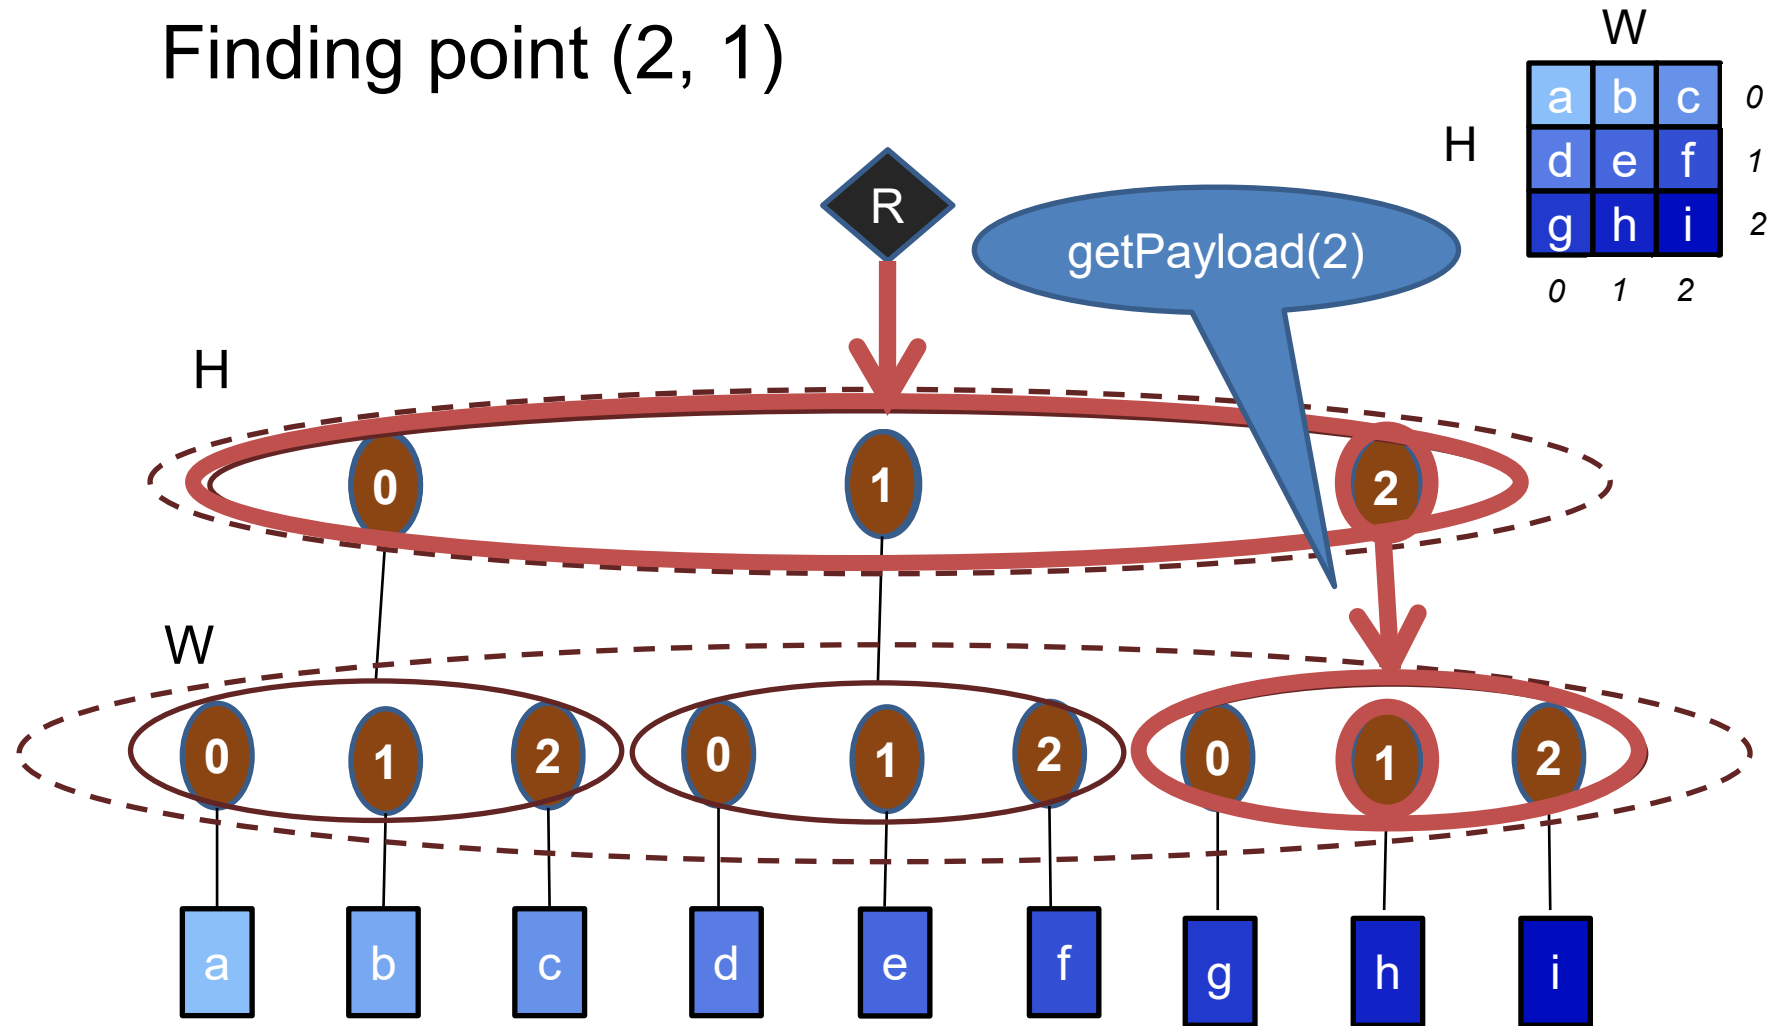 Finding point (2, 1)
W
a b c 0
H
d e f 1
g h i 2
0 1 2
R
getPayload(2)
H
0 1 2
W
0 1 2 0 1 2 0 1 2
a b c d e f g h i